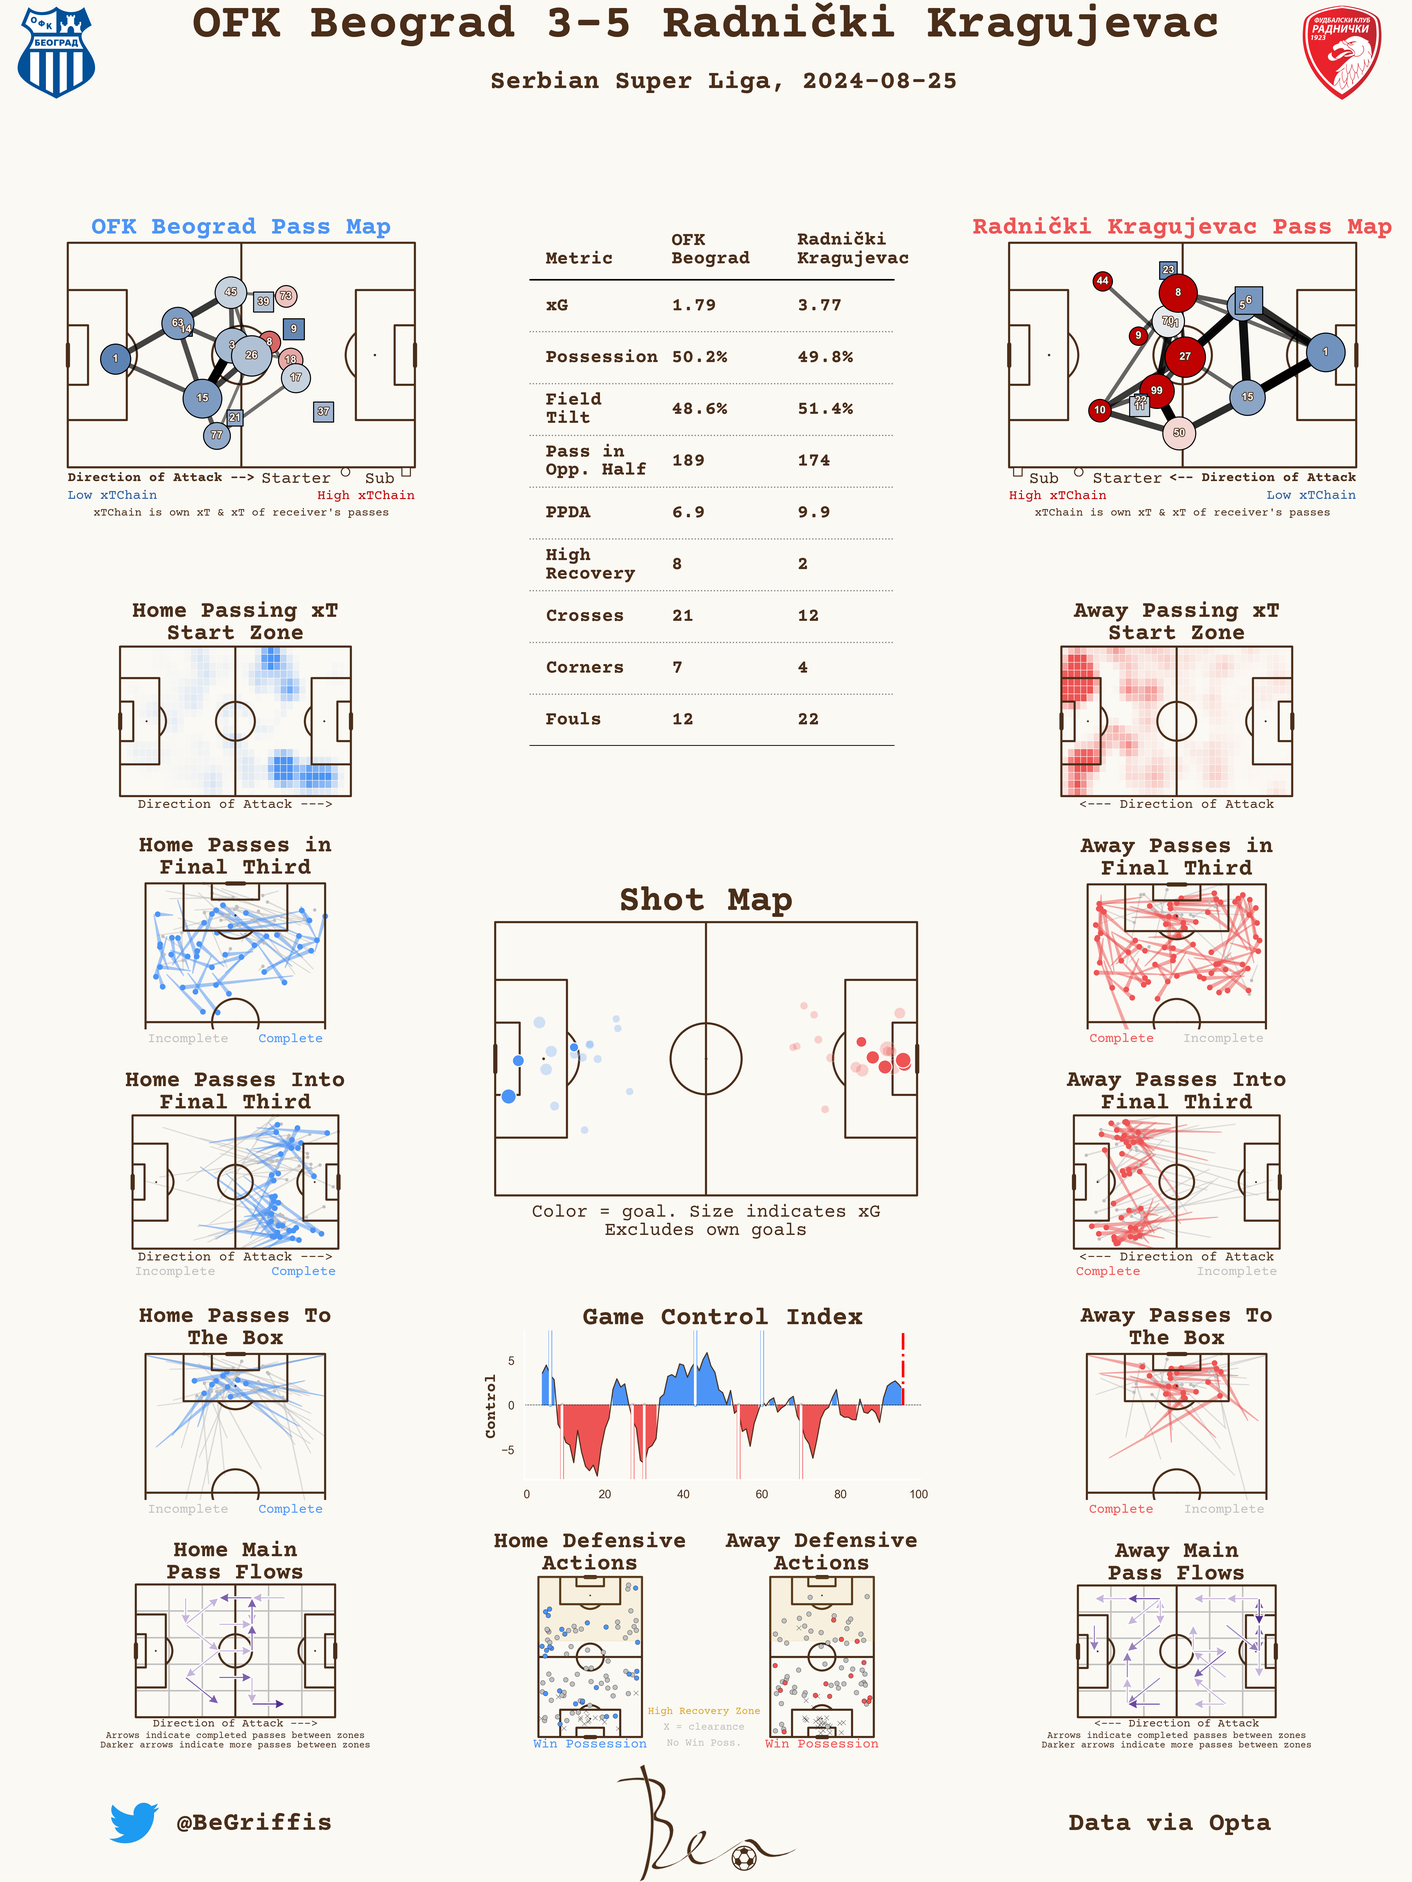 OFK Beograd 3-5 Radnički Kragujevac
Serbian Super Liga, 2024-08-25
ОФК
БЕОГРАД
ФУДБАЛСКИ КЛУБ
РАДНИЧКИ
1923
OFK Beograd Pass Map
45
39
73
63
14
9
3
8
1
26
18
17
15
21
37
77
Direction of Attack --> Starter Sub
Low xTChain High xTChain
xTChain is own xT & xT of receiver's passes
Metric OFK Beograd Radnički Kragujevac
xG 1.79 3.77
Possession 50.2% 49.8%
Field Tilt 48.6% 51.4%
Pass in Opp. Half 189 174
PPDA 6.9 9.9
High Recovery 8 2
Crosses 21 12
Corners 7 4
Fouls 12 22
Radnički Kragujevac Pass Map
23
44
8
5
6
70
9
27
1
99
15
10
11
50
Sub Starter <-- Direction of Attack
High xTChain Low xTChain
xTChain is own xT & xT of receiver's passes
Home Passing xT
Start Zone
Direction of Attack --->
Away Passing xT
Start Zone
<--- Direction of Attack
Home Passes in
Final Third
Incomplete Complete
Away Passes in
Final Third
Complete Incomplete
Shot Map
Color = goal. Size indicates xG
Excludes own goals
Home Passes Into
Final Third
Direction of Attack --->
Incomplete Complete
Away Passes Into
Final Third
<--- Direction of Attack
Complete Incomplete
Home Passes To
The Box
Incomplete Complete
Game Control Index
Control
5
0
−5
0 20 40 60 80 100
Away Passes To
The Box
Complete Incomplete
Home Main
Pass Flows
Direction of Attack --->
Arrows indicate completed passes between zones
Darker arrows indicate more passes between zones
Home Defensive
Actions
Win Possession
High Recovery Zone
X = clearance
No Win Poss.
Away Defensive
Actions
Win Possession
Away Main
Pass Flows
<--- Direction of Attack
Arrows indicate completed passes between zones
Darker arrows indicate more passes between zones
@BeGriffis
Ben
Data via Opta